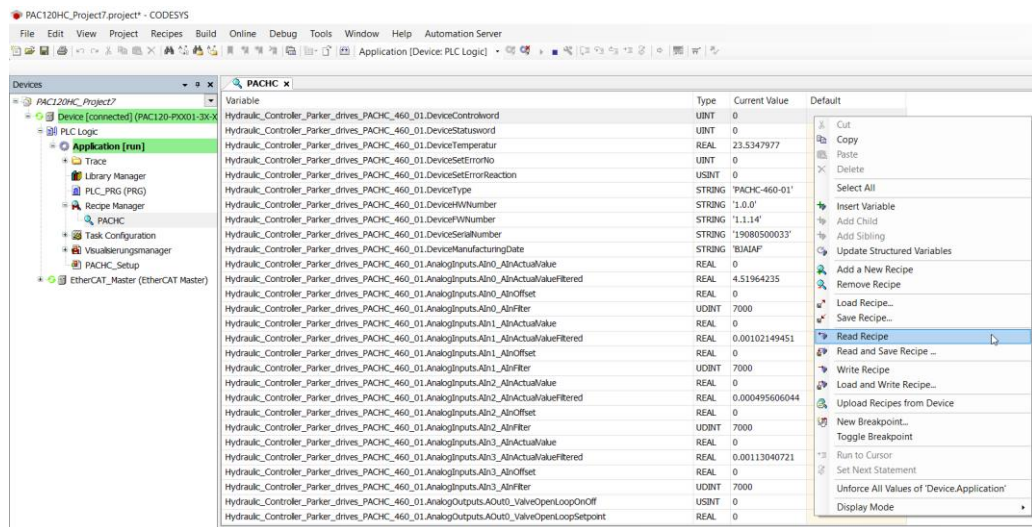 PAC120HC_Project7.project* - CODESYS
File Edit View Project Recipes Build Online Debug Tools Window Help Automation Server
Application [Device: PLC Logic]
Devices
PAC120HC_Project7
Device [connected] (PAC120-PXX01-3X-X
PLC Logic
Application [run]
Trace
Library Manager
PLC_PRG (PRG)
Recipe Manager
PACHC
Task Configuration
Visualisierungsmanager
PACHC_Setup
EtherCAT_Master (EtherCAT Master)
PACHC
Variable Type Current Value Default
Hydraulic_Controller_Parker_drives_PACHC_460_01.DeviceControlword UINT 0
Hydraulic_Controller_Parker_drives_PACHC_460_01.DeviceStatusword UINT 0
Hydraulic_Controller_Parker_drives_PACHC_460_01.DeviceTemperatur REAL 23.5347977
Hydraulic_Controller_Parker_drives_PACHC_460_01.DeviceSetErrorNo UINT 0
Hydraulic_Controller_Parker_drives_PACHC_460_01.DeviceSetErrorReaction USINT 0
Hydraulic_Controller_Parker_drives_PACHC_460_01.DeviceType STRING 'PACHC-460-01'
Hydraulic_Controller_Parker_drives_PACHC_460_01.DeviceHWNumber STRING '1.0.0'
Hydraulic_Controller_Parker_drives_PACHC_460_01.DeviceFWNumber STRING '1.1.14'
Hydraulic_Controller_Parker_drives_PACHC_460_01.DeviceSerialNumber STRING '19080500033'
Hydraulic_Controller_Parker_drives_PACHC_460_01.DeviceManufacturingDate STRING 'BJAIAF'
Hydraulic_Controller_Parker_drives_PACHC_460_01.AnalogInputs.AIn0_AInActualValue REAL 0
Hydraulic_Controller_Parker_drives_PACHC_460_01.AnalogInputs.AIn0_AInActualValueFiltered REAL 4.51964235
Hydraulic_Controller_Parker_drives_PACHC_460_01.AnalogInputs.AIn0_AInOffset REAL 0
Hydraulic_Controller_Parker_drives_PACHC_460_01.AnalogInputs.AIn0_AInFilter UDINT 7000
Hydraulic_Controller_Parker_drives_PACHC_460_01.AnalogInputs.AIn1_AInActualValue REAL 0
Hydraulic_Controller_Parker_drives_PACHC_460_01.AnalogInputs.AIn1_AInActualValueFiltered REAL 0.00102149451
Hydraulic_Controller_Parker_drives_PACHC_460_01.AnalogInputs.AIn1_AInOffset REAL 0
Hydraulic_Controller_Parker_drives_PACHC_460_01.AnalogInputs.AIn1_AInFilter UDINT 7000
Hydraulic_Controller_Parker_drives_PACHC_460_01.AnalogInputs.AIn2_AInActualValue REAL 0
Hydraulic_Controller_Parker_drives_PACHC_460_01.AnalogInputs.AIn2_AInActualValueFiltered REAL 0.000495606044
Hydraulic_Controller_Parker_drives_PACHC_460_01.AnalogInputs.AIn2_AInOffset REAL 0
Hydraulic_Controller_Parker_drives_PACHC_460_01.AnalogInputs.AIn2_AInFilter UDINT 7000
Hydraulic_Controller_Parker_drives_PACHC_460_01.AnalogInputs.AIn3_AInActualValue REAL 0
Hydraulic_Controller_Parker_drives_PACHC_460_01.AnalogInputs.AIn3_AInActualValueFiltered REAL 0.00113040721
Hydraulic_Controller_Parker_drives_PACHC_460_01.AnalogInputs.AIn3_AInOffset REAL 0
Hydraulic_Controller_Parker_drives_PACHC_460_01.AnalogInputs.AIn3_AInFilter UDINT 7000
Hydraulic_Controller_Parker_drives_PACHC_460_01.AnalogOutputs.AOut0_ValveOpenLoopOnOff USINT 0
Hydraulic_Controller_Parker_drives_PACHC_460_01.AnalogOutputs.AOut0_ValveOpenLoopSetpoint REAL 0
Cut
Copy
Paste
Delete
Select All
Insert Variable
Add Child
Add Sibling
Update Structured Variables
Add a New Recipe
Remove Recipe
Load Recipe...
Save Recipe...
Read Recipe
Read and Save Recipe ...
Write Recipe
Load and Write Recipe...
Upload Recipes from Device
New Breakpoint...
Toggle Breakpoint
Run to Cursor
Set Next Statement
Unforce All Values of 'Device.Application'
Display Mode